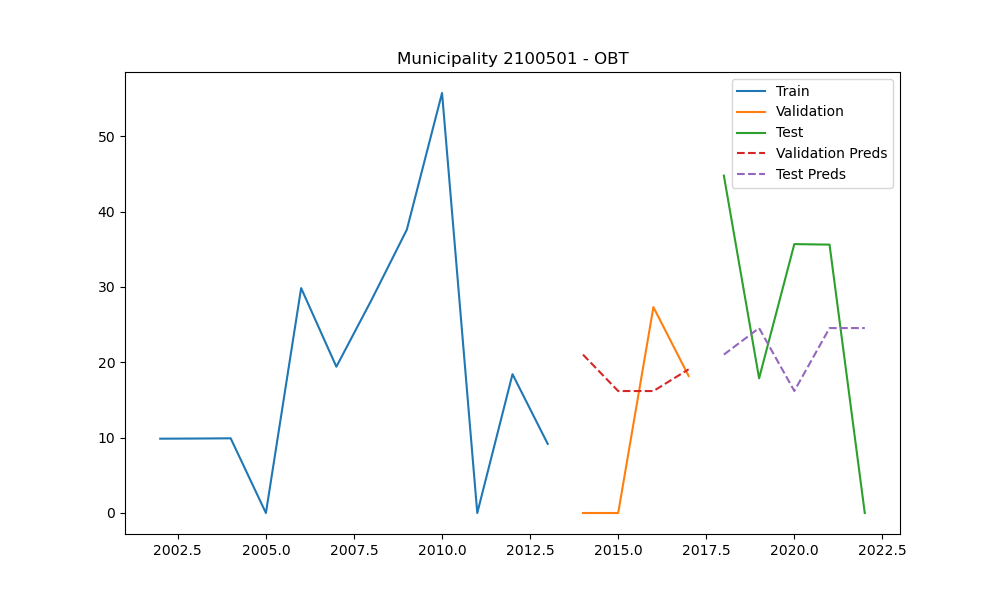 Municipality 2100501 - OBT
Train
Validation
Test
Validation Preds
Test Preds
50
40
30
20
10
0
2002.5 2005.0 2007.5 2010.0 2012.5 2015.0 2017.5 2020.0 2022.5